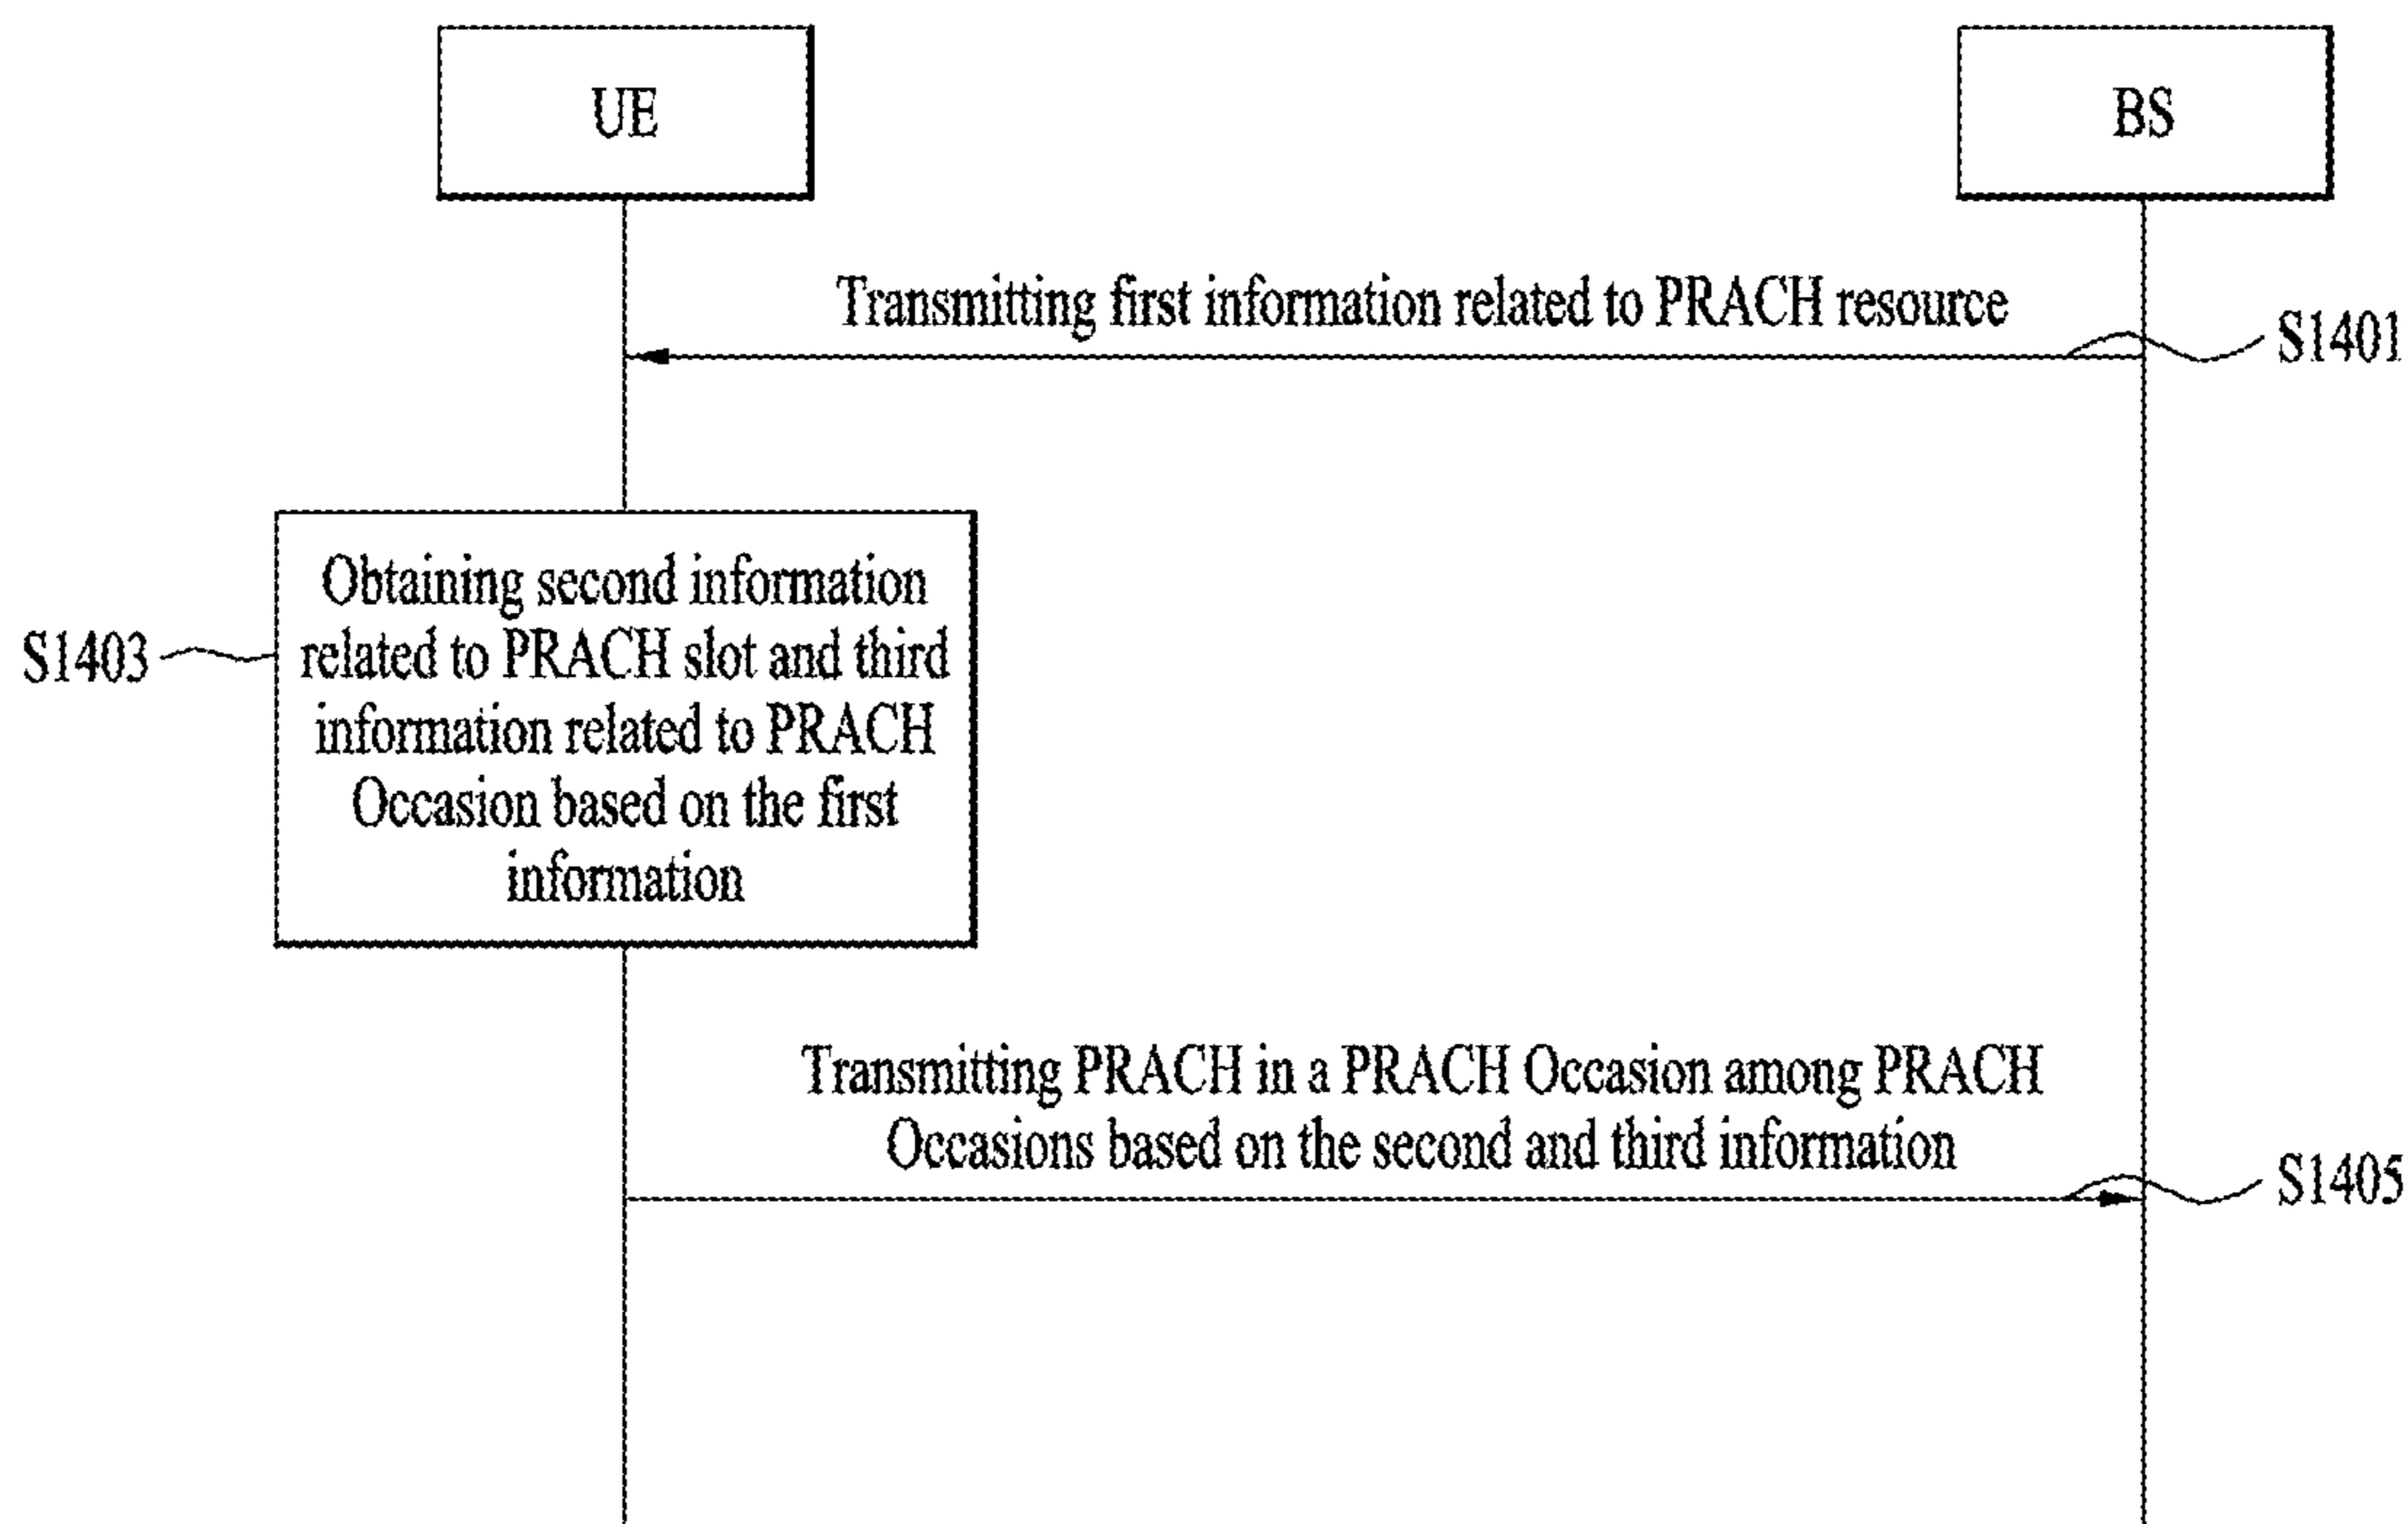 UE
BS
Transmitting first information related to PRACH resource
S1401
Obtaining second information
related to PRACH slot and third
information related to PRACH
Occasion based on the first
information
S1403
Transmitting PRACH in a PRACH Occasion among PRACH
Occasions based on the second and third information
S1405